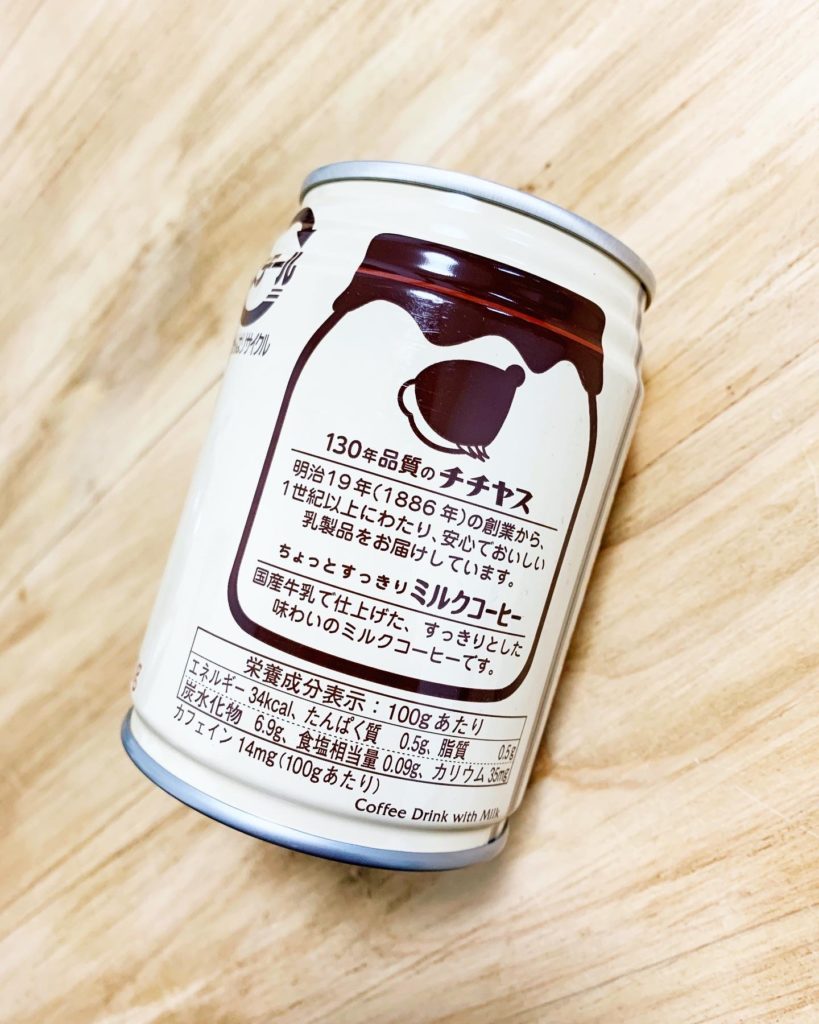 チール
リサイクル
130年品質のチチヤス
明治19年(1886年)の創業から、
1世紀以上にわたり、安心でおいしい
乳製品をお届けしています。
ちょっとすっきりミルクコーヒー
国産牛乳で仕上げた、すっきりとした
味わいのミルクコーヒーです。
栄養成分表示:100gあたり
エネルギー 34kcal、たんぱく質 0.5g、脂質 0.5g
炭水化物 6.9g、食塩相当量 0.09g、カリウム 35mg
カフェイン 14mg(100gあたり)
Coffee Drink with Milk